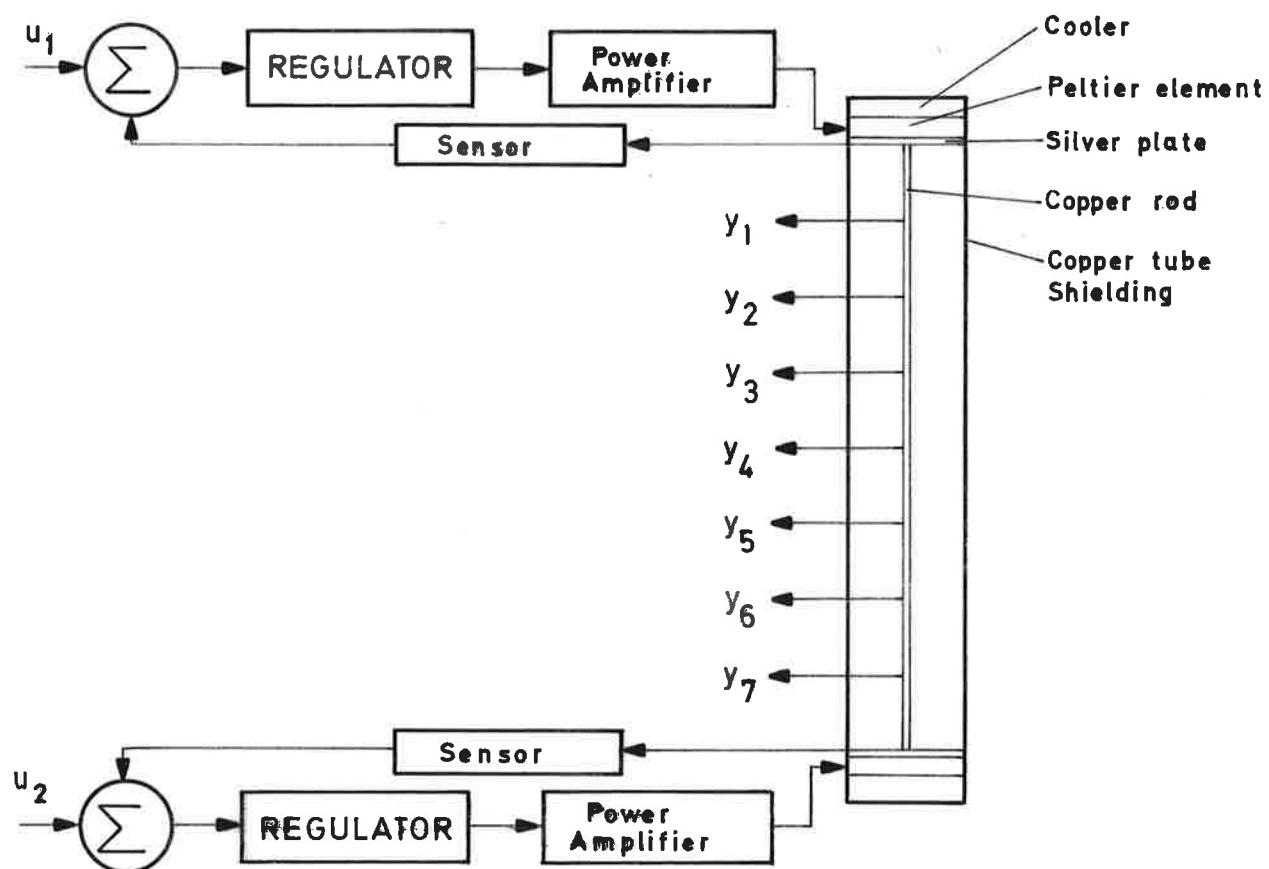 u1
Σ
REGULATOR
Power
Amplifier
Sensor
Cooler
Peltier element
Silver plate
Copper rod
Copper tube
Shielding
y1
y2
y3
y4
y5
y6
y7
Sensor
u2
Σ
REGULATOR
Power
Amplifier